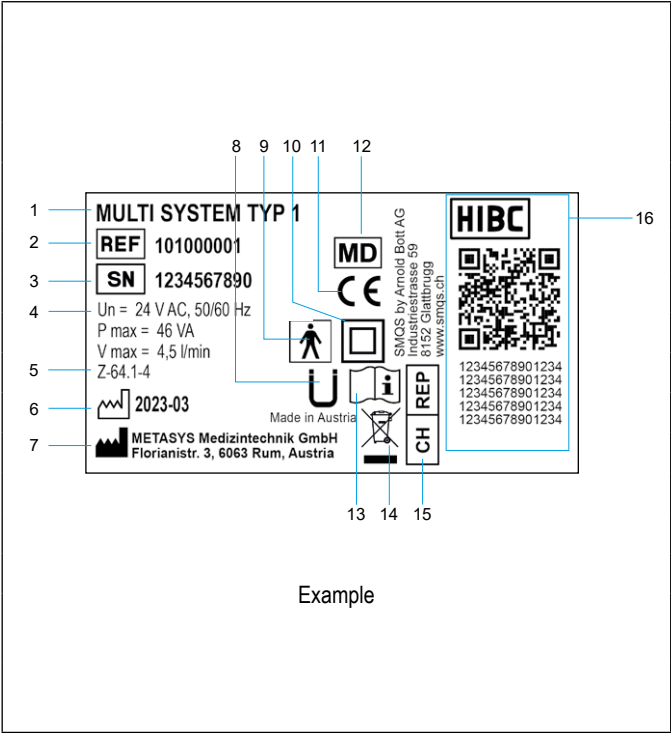 8 9 10 11 12
1 MULTI SYSTEM TYP 1
2 REF 101000001
3 SN 1234567890
4 Un = 24 V AC, 50/60 Hz
P max = 46 VA
V max = 4,5 l/min
5 Z-64.1-4
6 2023-03
7 METASYS Medizintechnik GmbH
Florianistr. 3, 6063 Rum, Austria
Made in Austria
MD
CE
i
SMQS by Arnold Bott AG
Industriestrasse 59
8152 Glattbrugg
www.smqs.ch
CH REP
HIBC
16
12345678901234
12345678901234
12345678901234
12345678901234
12345678901234
13 14 15
Example